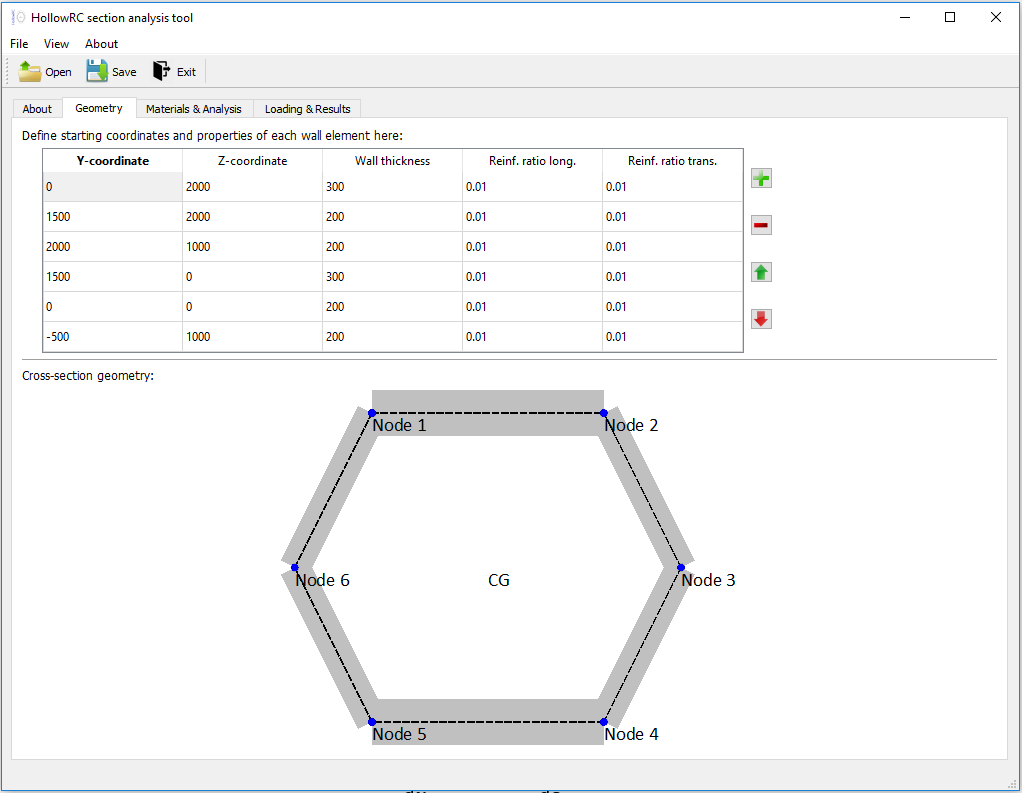 HollowRC section analysis tool
File View About
Open Save Exit
About Geometry Materials & Analysis Loading & Results
Define starting coordinates and properties of each wall element here:
Y-coordinate Z-coordinate Wall thickness Reinf. ratio long. Reinf. ratio trans.
0 2000 300 0.01 0.01
1500 2000 200 0.01 0.01
2000 1000 200 0.01 0.01
1500 0 300 0.01 0.01
0 0 200 0.01 0.01
-500 1000 200 0.01 0.01
Cross-section geometry:
Node 1 Node 2
Node 6 CG Node 3
Node 5 Node 4